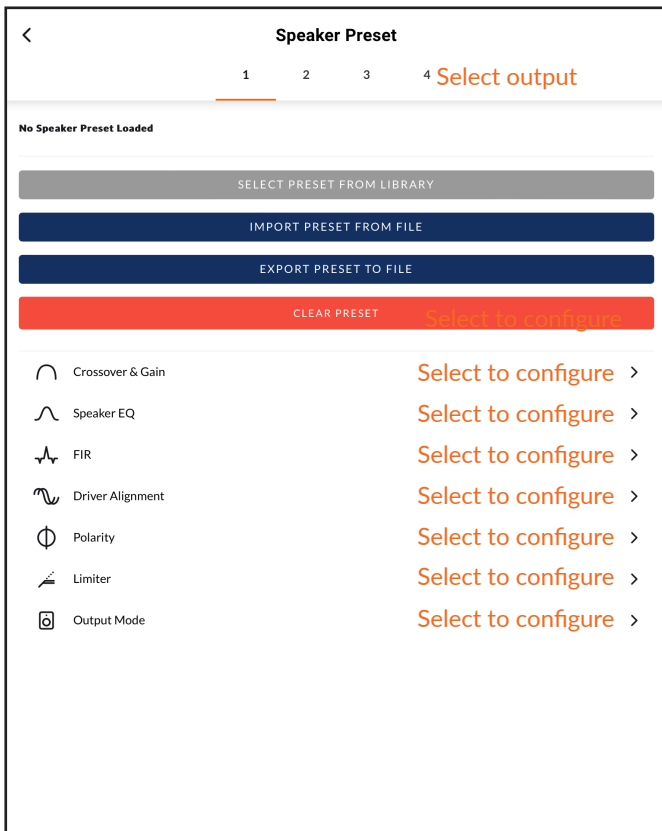 Speaker Preset
1 2 3 4 Select output
No Speaker Preset Loaded
SELECT PRESET FROM LIBRARY
IMPORT PRESET FROM FILE
EXPORT PRESET TO FILE
CLEAR PRESET Select to configure
Crossover & Gain Select to configure
Speaker EQ Select to configure
FIR Select to configure
Driver Alignment Select to configure
Polarity Select to configure
Limiter Select to configure
Output Mode Select to configure